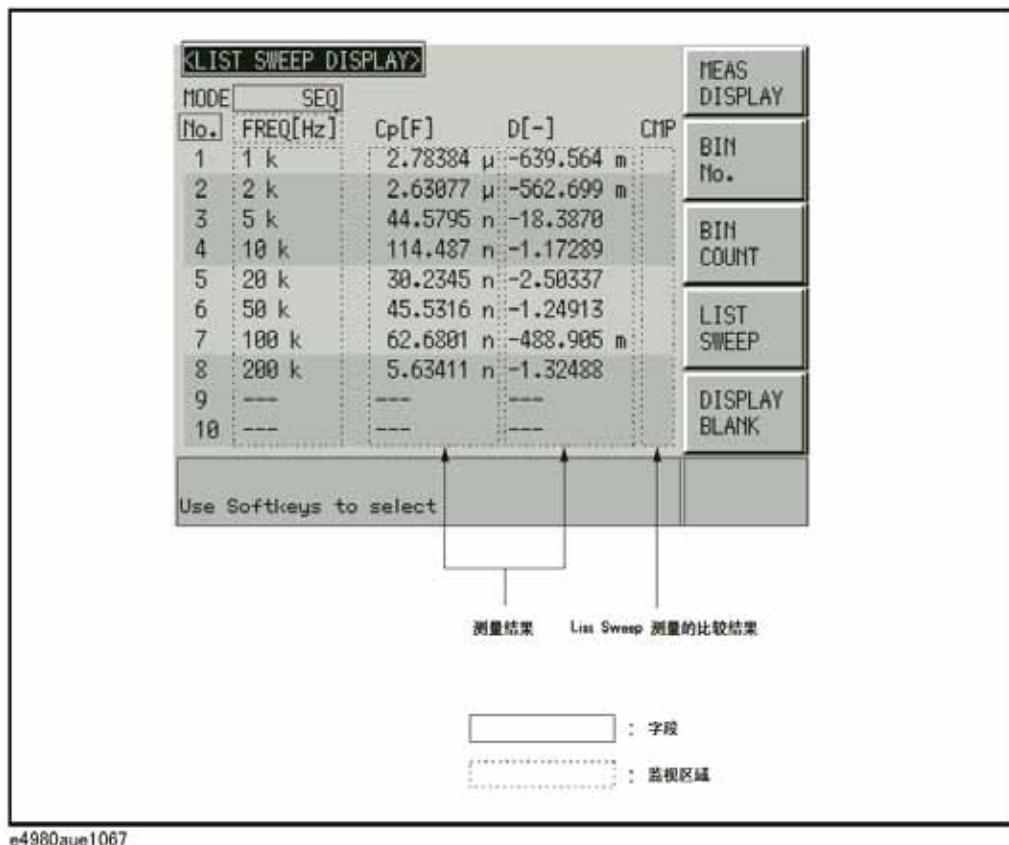 <LIST SWEEP DISPLAY>
MODE SEQ
No. FREQ[Hz] Cp[F] D[-] CMP
1 1 k 2.78384 μ -639.564 m
2 2 k 2.63077 μ -562.699 m
3 5 k 44.5795 n -18.3870
4 10 k 114.487 n -1.17289
5 20 k 30.2345 n -2.50337
6 50 k 45.5316 n -1.24913
7 100 k 62.6801 n -488.905 m
8 200 k 5.63411 n -1.32488
9 --- --- ---
10 --- --- ---
MEAS
DISPLAY
BIN
No.
BIN
COUNT
LIST
SWEEP
DISPLAY
BLANK
Use Softkeys to select
测量结果 Liss Sweep 测量的比较结果
: 字段
: 监视区域
e4980aue1067